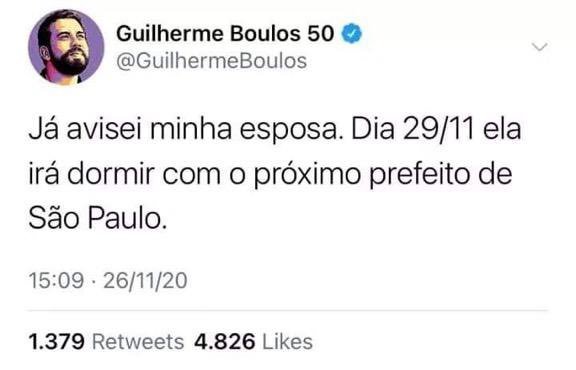 Guilherme Boulos 50
@GuilhermeBoulos
Já avisei minha esposa. Dia 29/11 ela
irá dormir com o próximo prefeito de
São Paulo.
15:09 · 26/11/20
1.379 Retweets 4.826 Likes